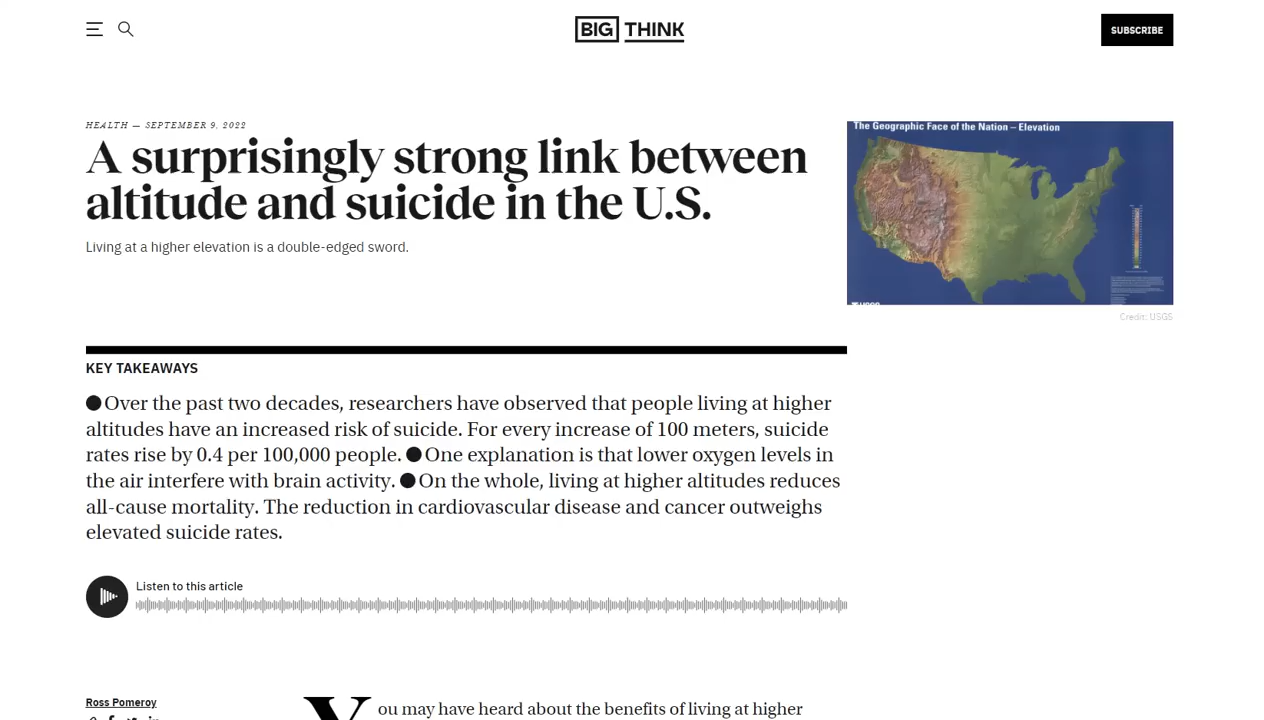 BIG THINK
SUBSCRIBE
HEALTH — SEPTEMBER 9, 2022
A surprisingly strong link between
altitude and suicide in the U.S.
Living at a higher elevation is a double-edged sword.
The Geographic Face of the Nation – Elevation
Credit: USGS
KEY TAKEAWAYS
●Over the past two decades, researchers have observed that people living at higher
altitudes have an increased risk of suicide. For every increase of 100 meters, suicide
rates rise by 0.4 per 100,000 people. ●One explanation is that lower oxygen levels in
the air interfere with brain activity. ●On the whole, living at higher altitudes reduces
all-cause mortality. The reduction in cardiovascular disease and cancer outweighs
elevated suicide rates.
Listen to this article
Ross Pomeroy
You may have heard about the benefits of living at higher